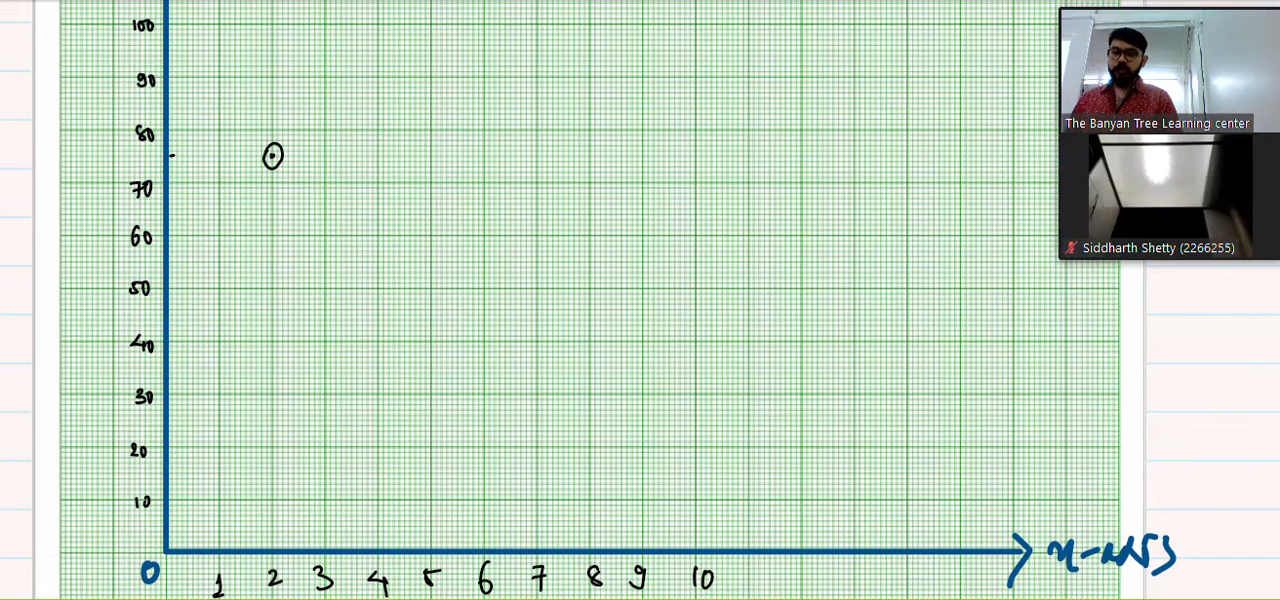 100
90
80
70
60
50
40
30
20
10
0
1 2 3 4 5 6 7 8 9 10
x-axis
The Banyan Tree Learning center
Siddharth Shetty (2266255)